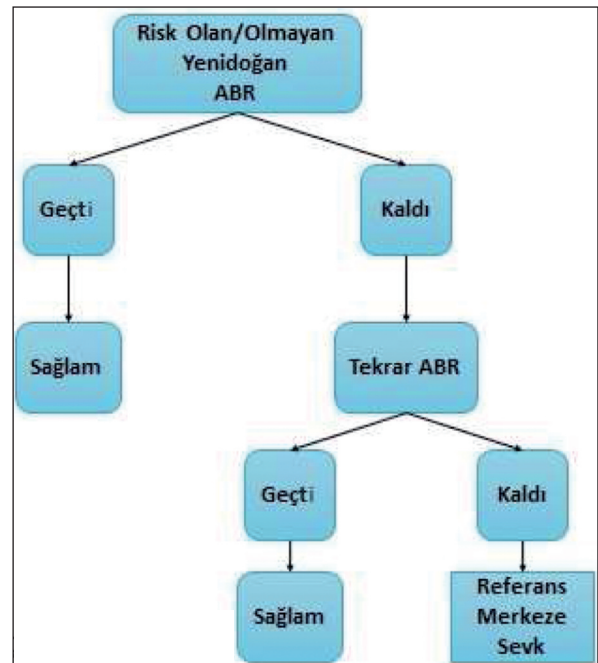 Risk Olan/Olmayan
Yenidoğan
ABR
Geçti
Kaldı
Sağlam
Tekrar ABR
Geçti
Kaldı
Sağlam
Referans
Merkeze
Sevk